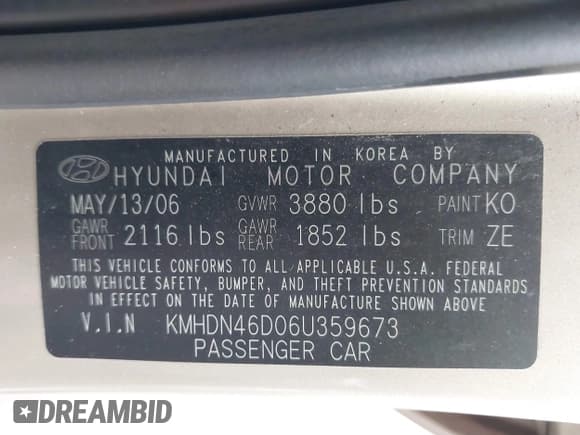 MANUFACTURED IN KOREA BY
HYUNDAI MOTOR COMPANY
MAY/13/06 GVWR 3880 lbs PAINT KO
GAWR FRONT 2116 lbs GAWR REAR 1852 lbs TRIM ZE
THIS VEHICLE CONFORMS TO ALL APPLICABLE U.S.A. FEDERAL
MOTOR VEHICLE SAFETY, BUMPER, AND THEFT PREVENTION STANDARDS
IN EFFECT ON THE DATE OF MANUFACTURE SHOWN ABOVE
V.I.N KMHDN46D06U359673
PASSENGER CAR
DREAMBID